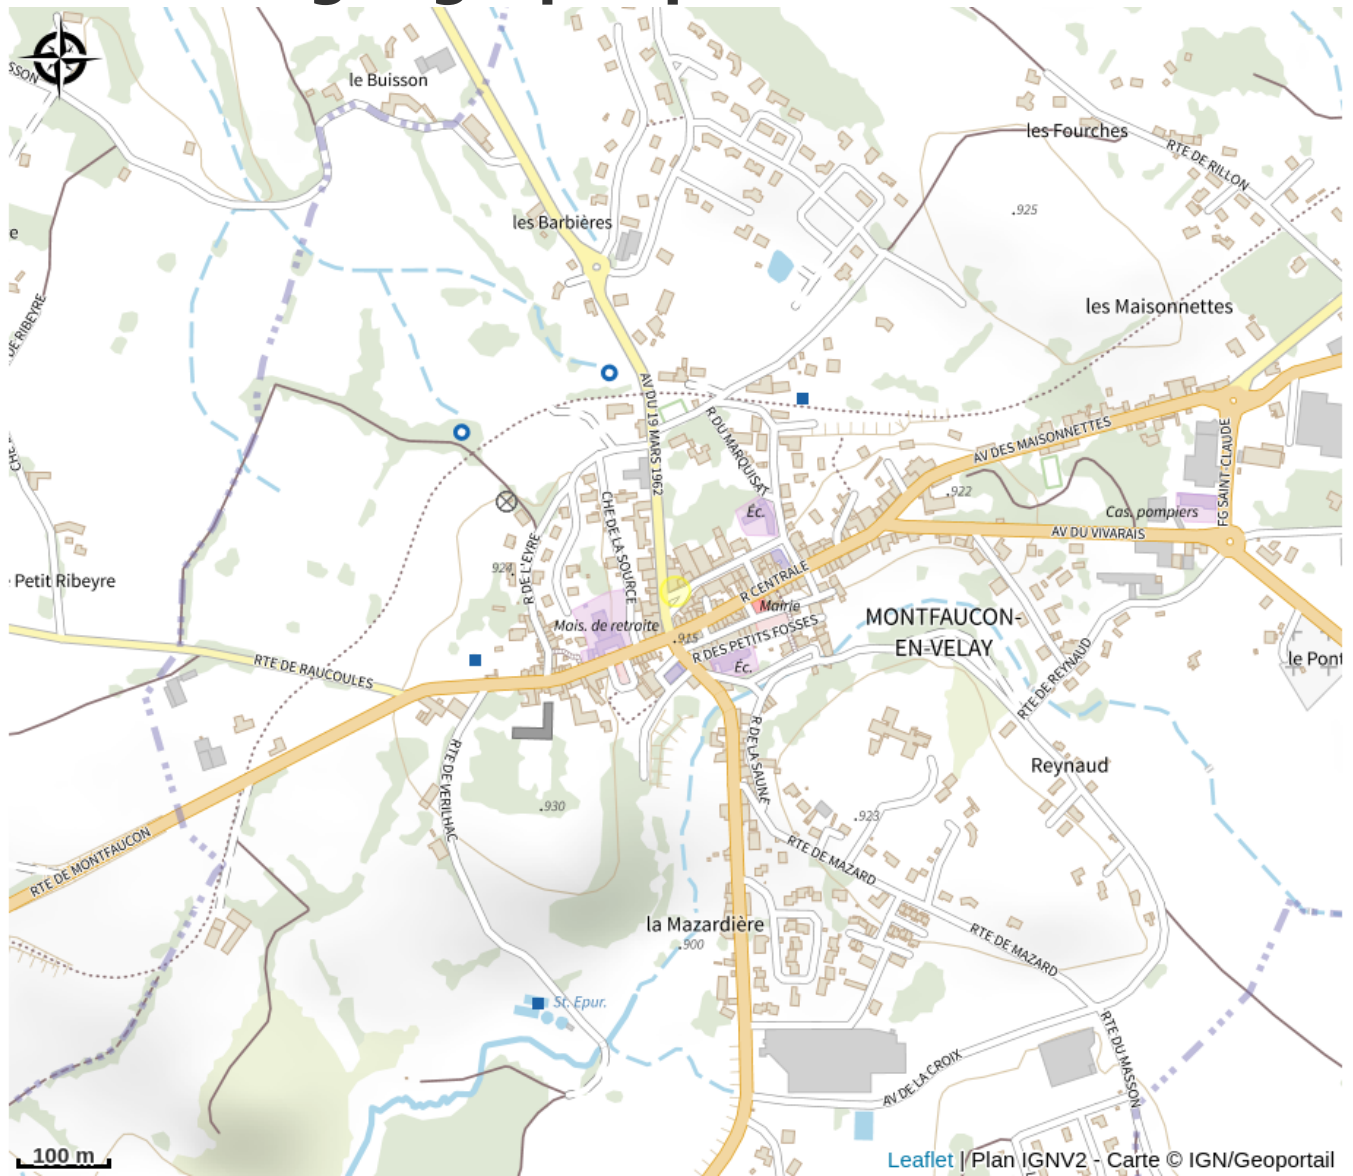 le Buisson
SSON
les Fourches
RTE DE RILLON
.925
les Barbières
e
les Maisonnettes
DE RIBEYRE
AV DU 19 MARS 1962
R DU MARQUISAT
AV DES MAISONNETTES
FG SAINT-CLAUDE
CHE
.922
Éc.
Cas. pompiers
CHE DE LA SOURCE
AV DU VIVARAIS
R DE L'EYRE
924
Petit Ribeyre
R CENTRALE
Mairie
MONTFAUCON-
EN-VELAY
Mais. de retraite
.915
R DES PETITS FOSSES
Éc.
le Pont
RTE DE RAUCOULES
RTE DE REYNAUD
R DE LA SAUNE
Reynaud
RTE DE VERILHAC
.930
.923
RTE DE MONTFAUCON
RTE DE MAZARD
la Mazardière
.900
RTE DE MAZARD
St. Epur.
RTE DU MASSON
AV DE LA CROIX
100 m
Leaflet | Plan IGNV2 - Carte © IGN/Geoportail